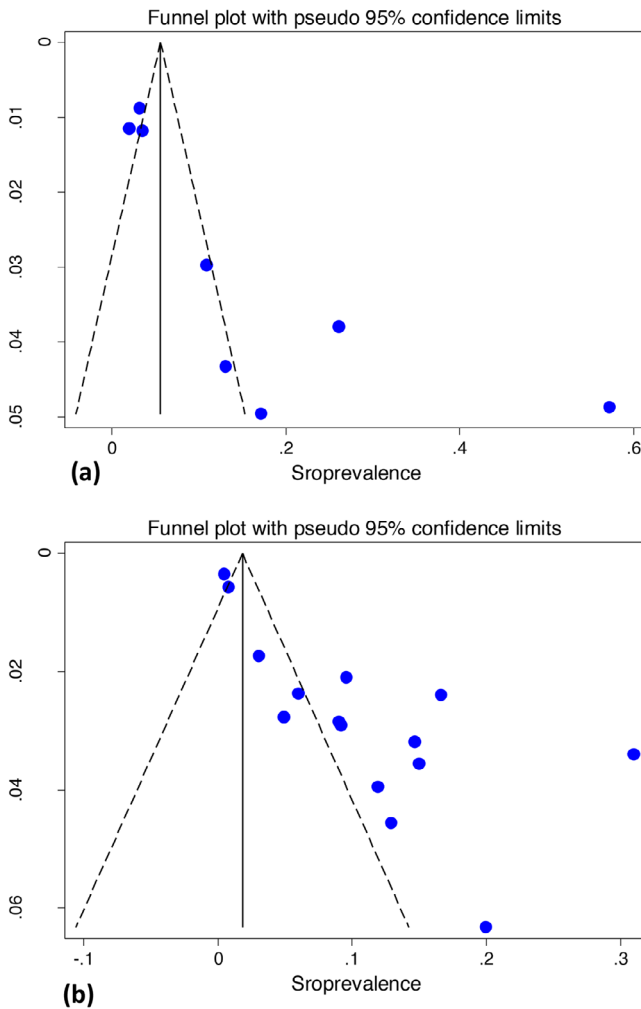 Funnel plot with pseudo 95% confidence limits
0
.01
.02
.03
.04
.05
0 .2 .4 .6
(a) Sroprevalence
Funnel plot with pseudo 95% confidence limits
0
.02
.04
.06
-.1 0 .1 .2 .3
(b) Sroprevalence